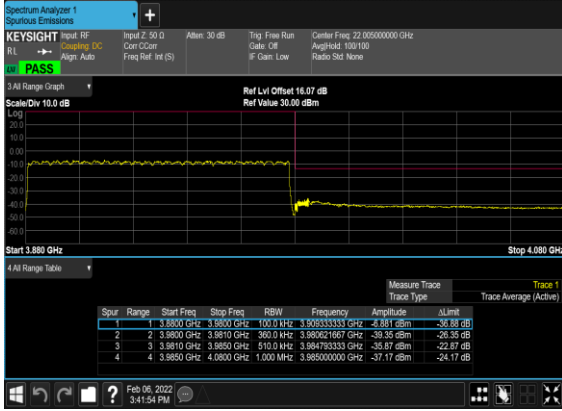 Spectrum Analyzer 1
Spurious Emissions
KEYSIGHT Input: RF Input Z: 50 Ω Atten: 30 dB Trig: Free Run Center Freq: 22.005000000 GHz
RL Coupling: DC Corr CCorr Gate: Off Avg|Hold: 100/100
Align: Auto Freq Ref: Int (S) IF Gain: Low Radio Std: None
PASS
3 All Range Graph
Ref Lvl Offset 16.07 dB
Scale/Div 10.0 dB Ref Value 30.00 dBm
Log
20.0
10.0
0.00
-10.0
-20.0
-30.0
-40.0
-50.0
-60.0
Start 3.880 GHz Stop 4.080 GHz
4 All Range Table
Measure Trace Trace 1
Trace Type Trace Average (Active)
Spur Range Start Freq Stop Freq RBW Frequency Amplitude ΔLimit
1 1 3.8800 GHz 3.9800 GHz 100.0 kHz 3.909333333 GHz -6.881 dBm -36.88 dB
2 2 3.9800 GHz 3.9810 GHz 360.0 kHz 3.980621667 GHz -39.35 dBm -26.35 dB
3 3 3.9810 GHz 3.9850 GHz 510.0 kHz 3.984793333 GHz -35.87 dBm -22.87 dB
4 4 3.9850 GHz 4.0800 GHz 1.000 MHz 3.985000000 GHz -37.17 dBm -24.17 dB
? Feb 06, 2022
3:41:54 PM